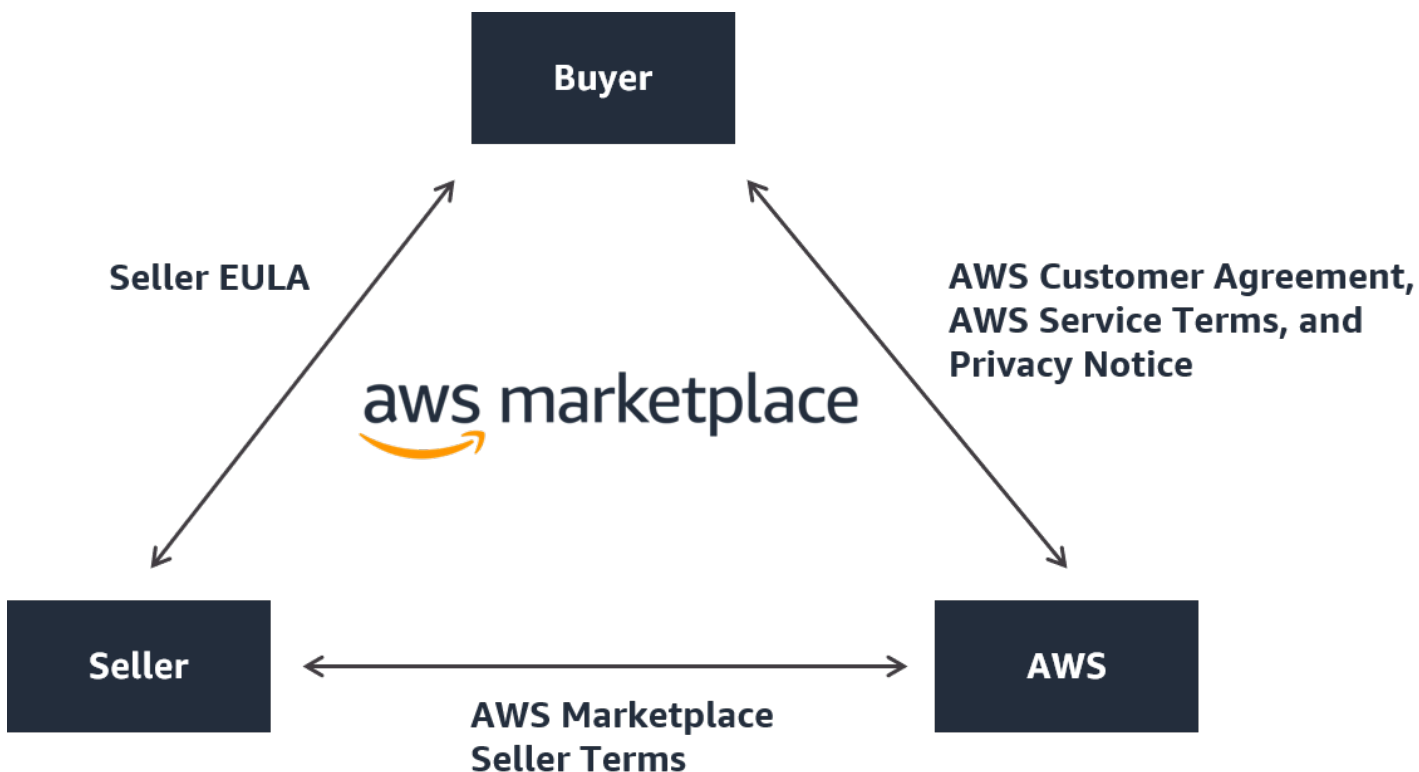 Buyer
Seller EULA
AWS Customer Agreement,
AWS Service Terms, and
Privacy Notice
aws marketplace
Seller
AWS
AWS Marketplace
Seller Terms